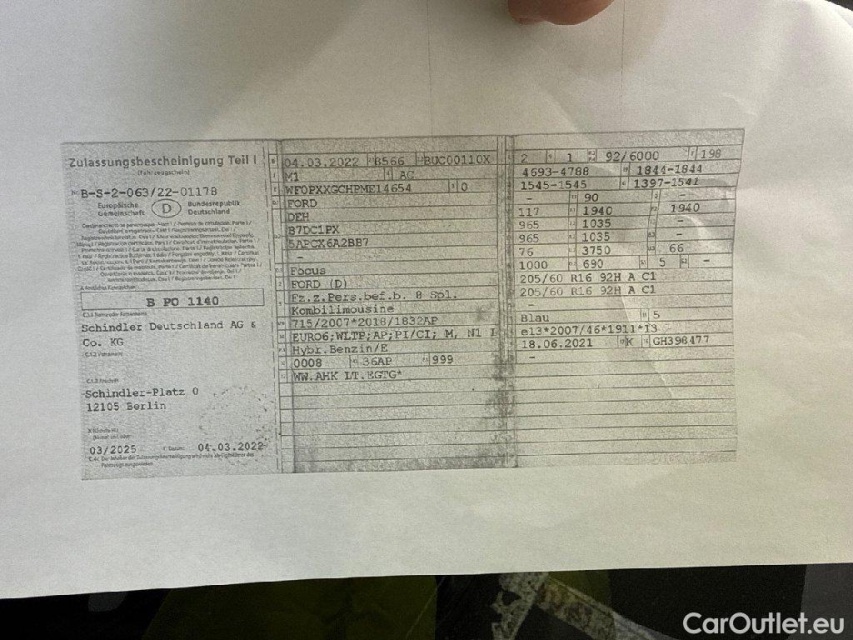 Zulassungsbescheinigung Teil I
(Fahrzeugschein)
B-S-2-063/22-01178
Europäische Gemeinschaft D Bundesrepublik Deutschland
B PO 1140
Schindler Deutschland AG &
Co. KG
Schindler-Platz 0
12105 Berlin
03/2025 04.03.2022
04.03.2022 8566 BUC00110X
M1 AC
0
FORD
DEH
B7DC1PX
5APCX6A2BB7
-
Focus
FORD (D)
Fz.z.Pers.bef.b. 8 Spl.
Kombilimousine
715/2007*2018/1832AP
EURO6;WLTP;AP;PI/CI; M, N1 I
Hybr.Benzin/E
0008 36AP 999
WW.AHK LT.EGTG*
2 1 92/6000 198
4693-4788 1844-1844
1545-1545 1397-1541
- 90 -
117 1940 1940
965 1035 -
965 1035 -
76 3750 66
1000 690 5 -
205/60 R16 92H A C1
205/60 R16 92H A C1
-
Blau 5
e13*2007/46*1911*13
18.06.2021 K GH398477
-
CarOutlet.eu